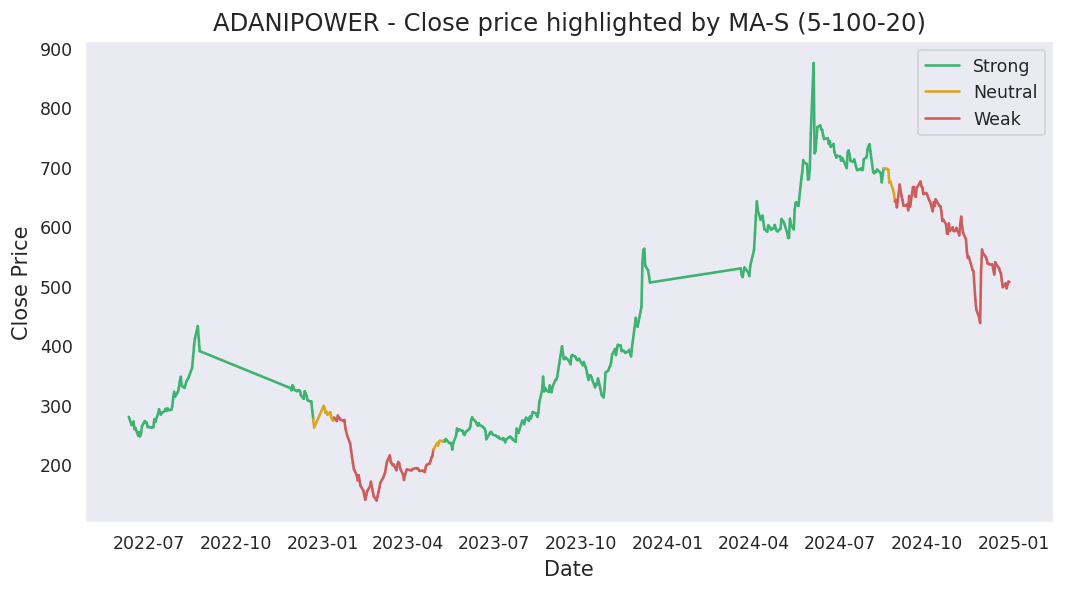 ADANIPOWER - Close price highlighted by MA-S (5-100-20)
Strong
Neutral
Weak
Close Price
900
800
700
600
500
400
300
200
2022-07 2022-10 2023-01 2023-04 2023-07 2023-10 2024-01 2024-04 2024-07 2024-10 2025-01
Date